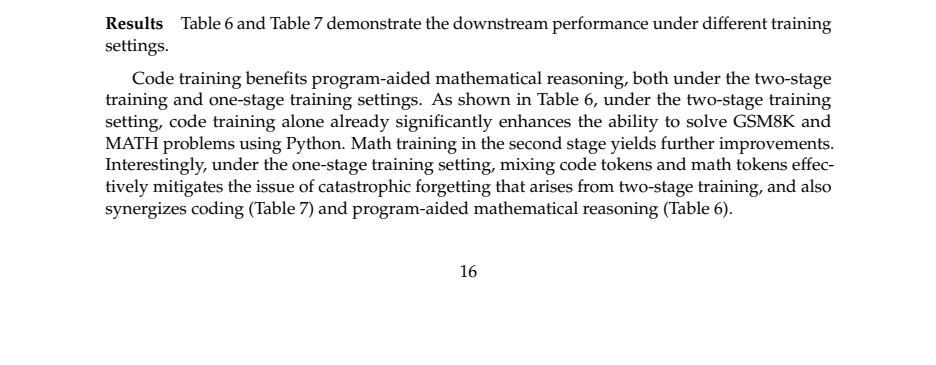 Results Table 6 and Table 7 demonstrate the downstream performance under different training
settings.
Code training benefits program-aided mathematical reasoning, both under the two-stage
training and one-stage training settings. As shown in Table 6, under the two-stage training
setting, code training alone already significantly enhances the ability to solve GSM8K and
MATH problems using Python. Math training in the second stage yields further improvements.
Interestingly, under the one-stage training setting, mixing code tokens and math tokens effec-
tively mitigates the issue of catastrophic forgetting that arises from two-stage training, and also
synergizes coding (Table 7) and program-aided mathematical reasoning (Table 6).
16